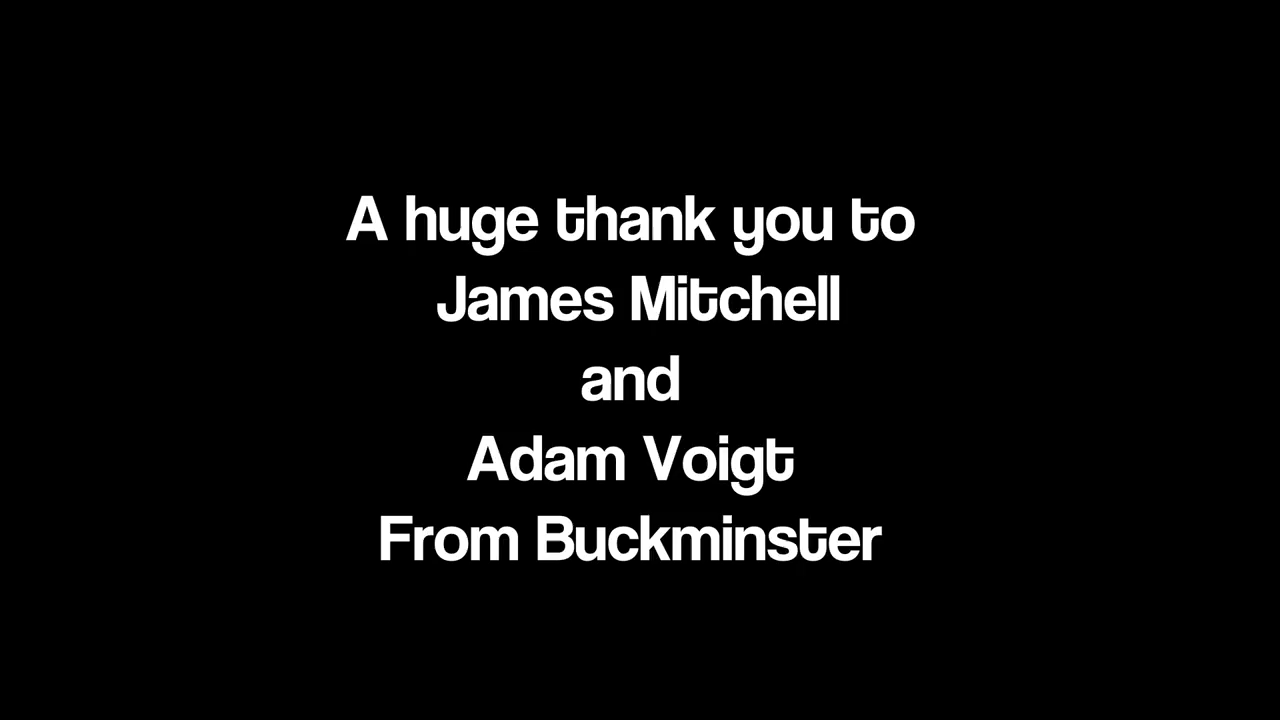 A huge thank you to
James Mitchell
and
Adam Voigt
From Buckminster